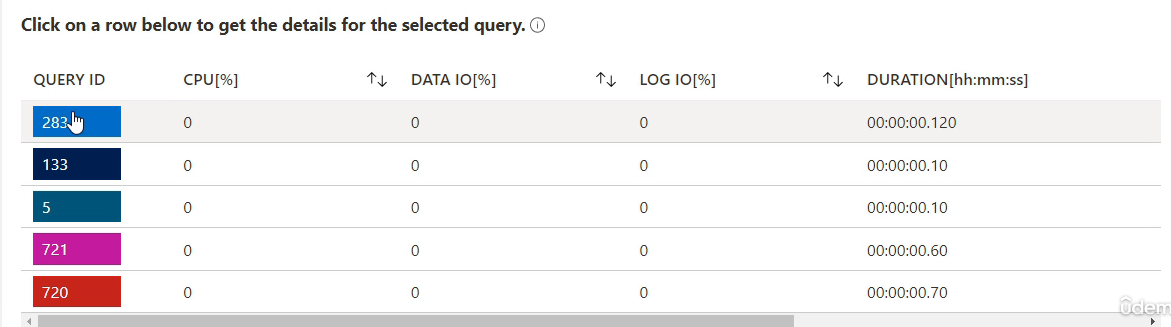 Click on a row below to get the details for the selected query.
QUERY ID CPU[%] DATA IO[%] LOG IO[%] DURATION[hh:mm:ss]
283 0 0 0 00:00:00.120
133 0 0 0 00:00:00.10
5 0 0 0 00:00:00.10
721 0 0 0 00:00:00.60
720 0 0 0 00:00:00.70
ûdem